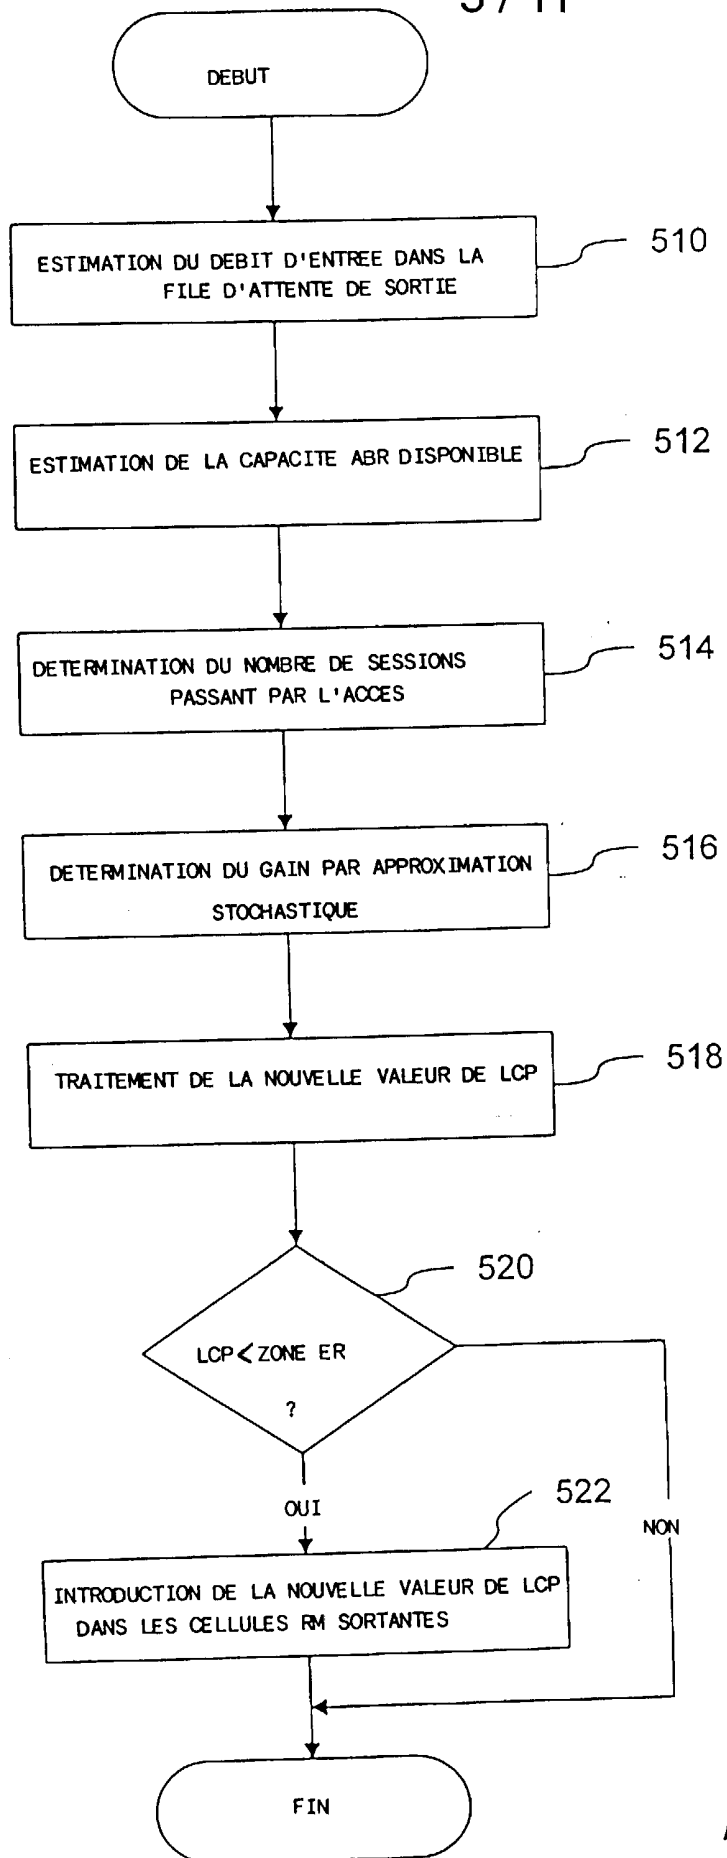 DEBUT
ESTIMATION DU DEBIT D'ENTREE DANS LA
FILE D'ATTENTE DE SORTIE
510
ESTIMATION DE LA CAPACITE ABR DISPONIBLE
512
DETERMINATION DU NOMBRE DE SESSIONS
PASSANT PAR L'ACCES
514
DETERMINATION DU GAIN PAR APPROXIMATION
STOCHASTIQUE
516
TRAITEMENT DE LA NOUVELLE VALEUR DE LCP
518
520
LCP < ZONE ER
?
OUI
522
NON
INTRODUCTION DE LA NOUVELLE VALEUR DE LCP
DANS LES CELLULES RM SORTANTES
FIN